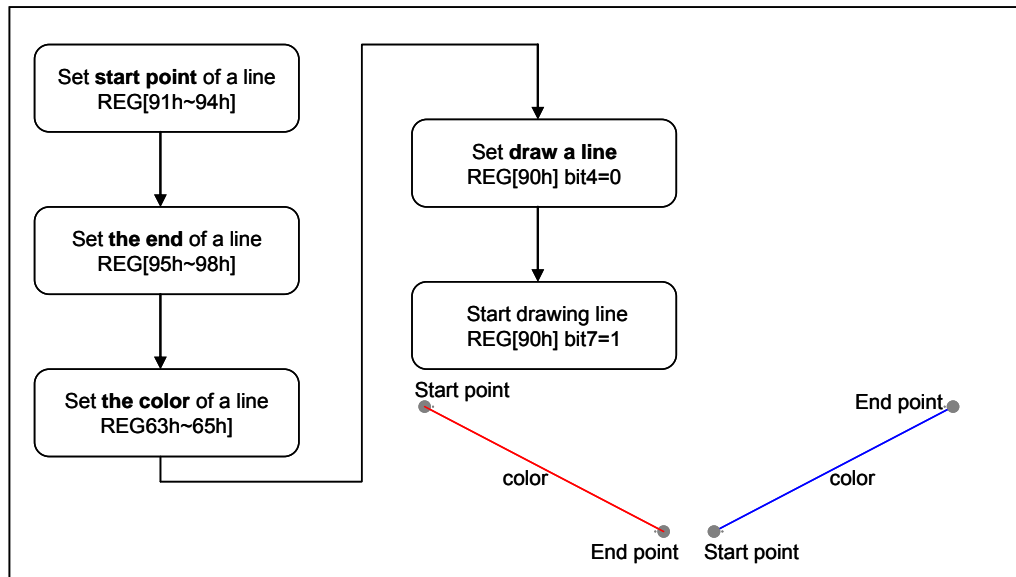 Set start point of a line
REG[91h~94h]
Set the end of a line
REG[95h~98h]
Set the color of a line
REG63h~65h]
Set draw a line
REG[90h] bit4=0
Start drawing line
REG[90h] bit7=1
Start point
color
End point
End point
color
Start point